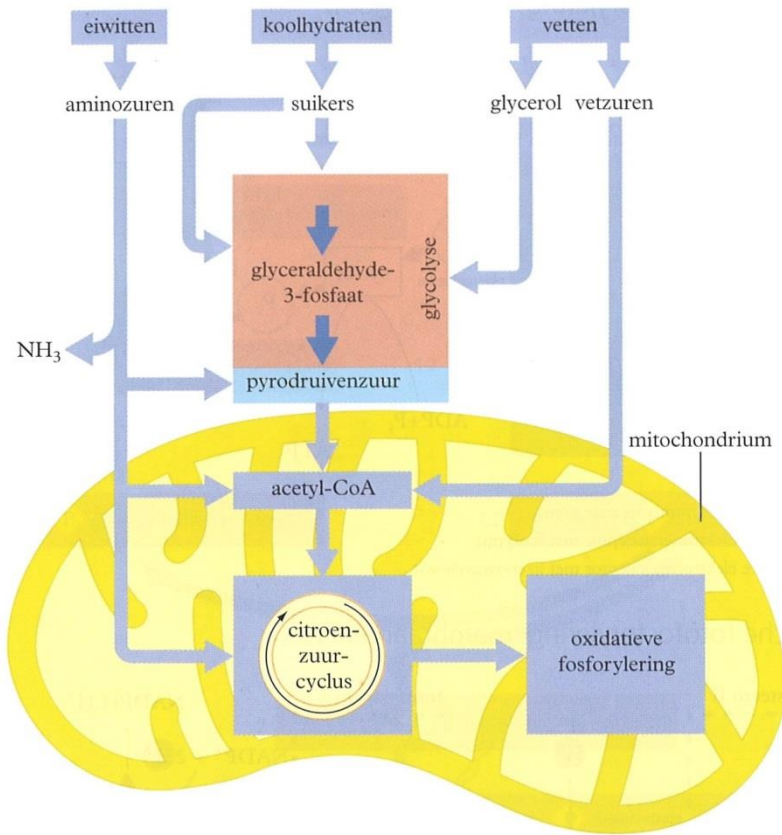 eiwitten
koolhydraten
vetten
aminozuren
suikers
glycerol
vetzuren
glyceraldehyde-
3-fosfaat
glycolyse
NH₃
pyrodruivenzuur
mitochondrium
acetyl-CoA
citroen-
zuur-
cyclus
oxidatieve
fosforylering